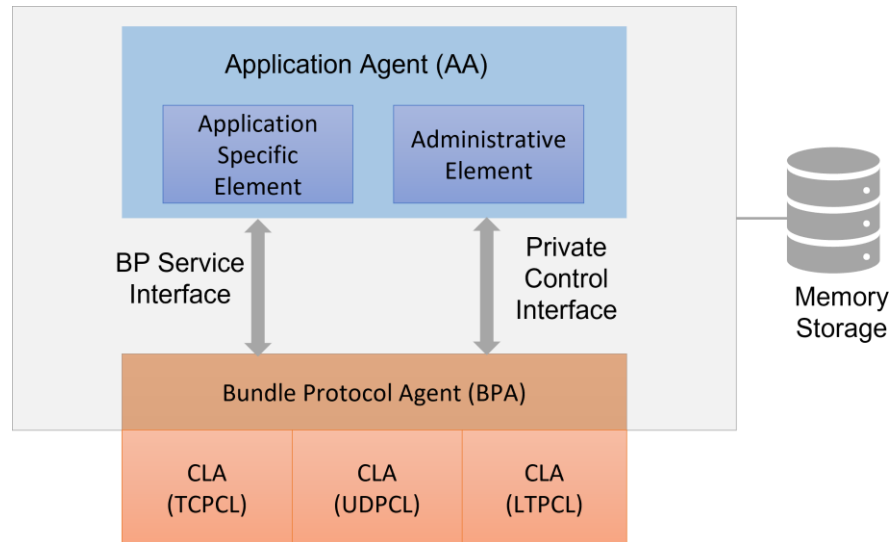 Application Agent (AA)
Application
Specific
Element
Administrative
Element
BP Service
Interface
Private
Control
Interface
Memory
Storage
Bundle Protocol Agent (BPA)
CLA
(TCPCL)
CLA
(UDPCL)
CLA
(LTPCL)